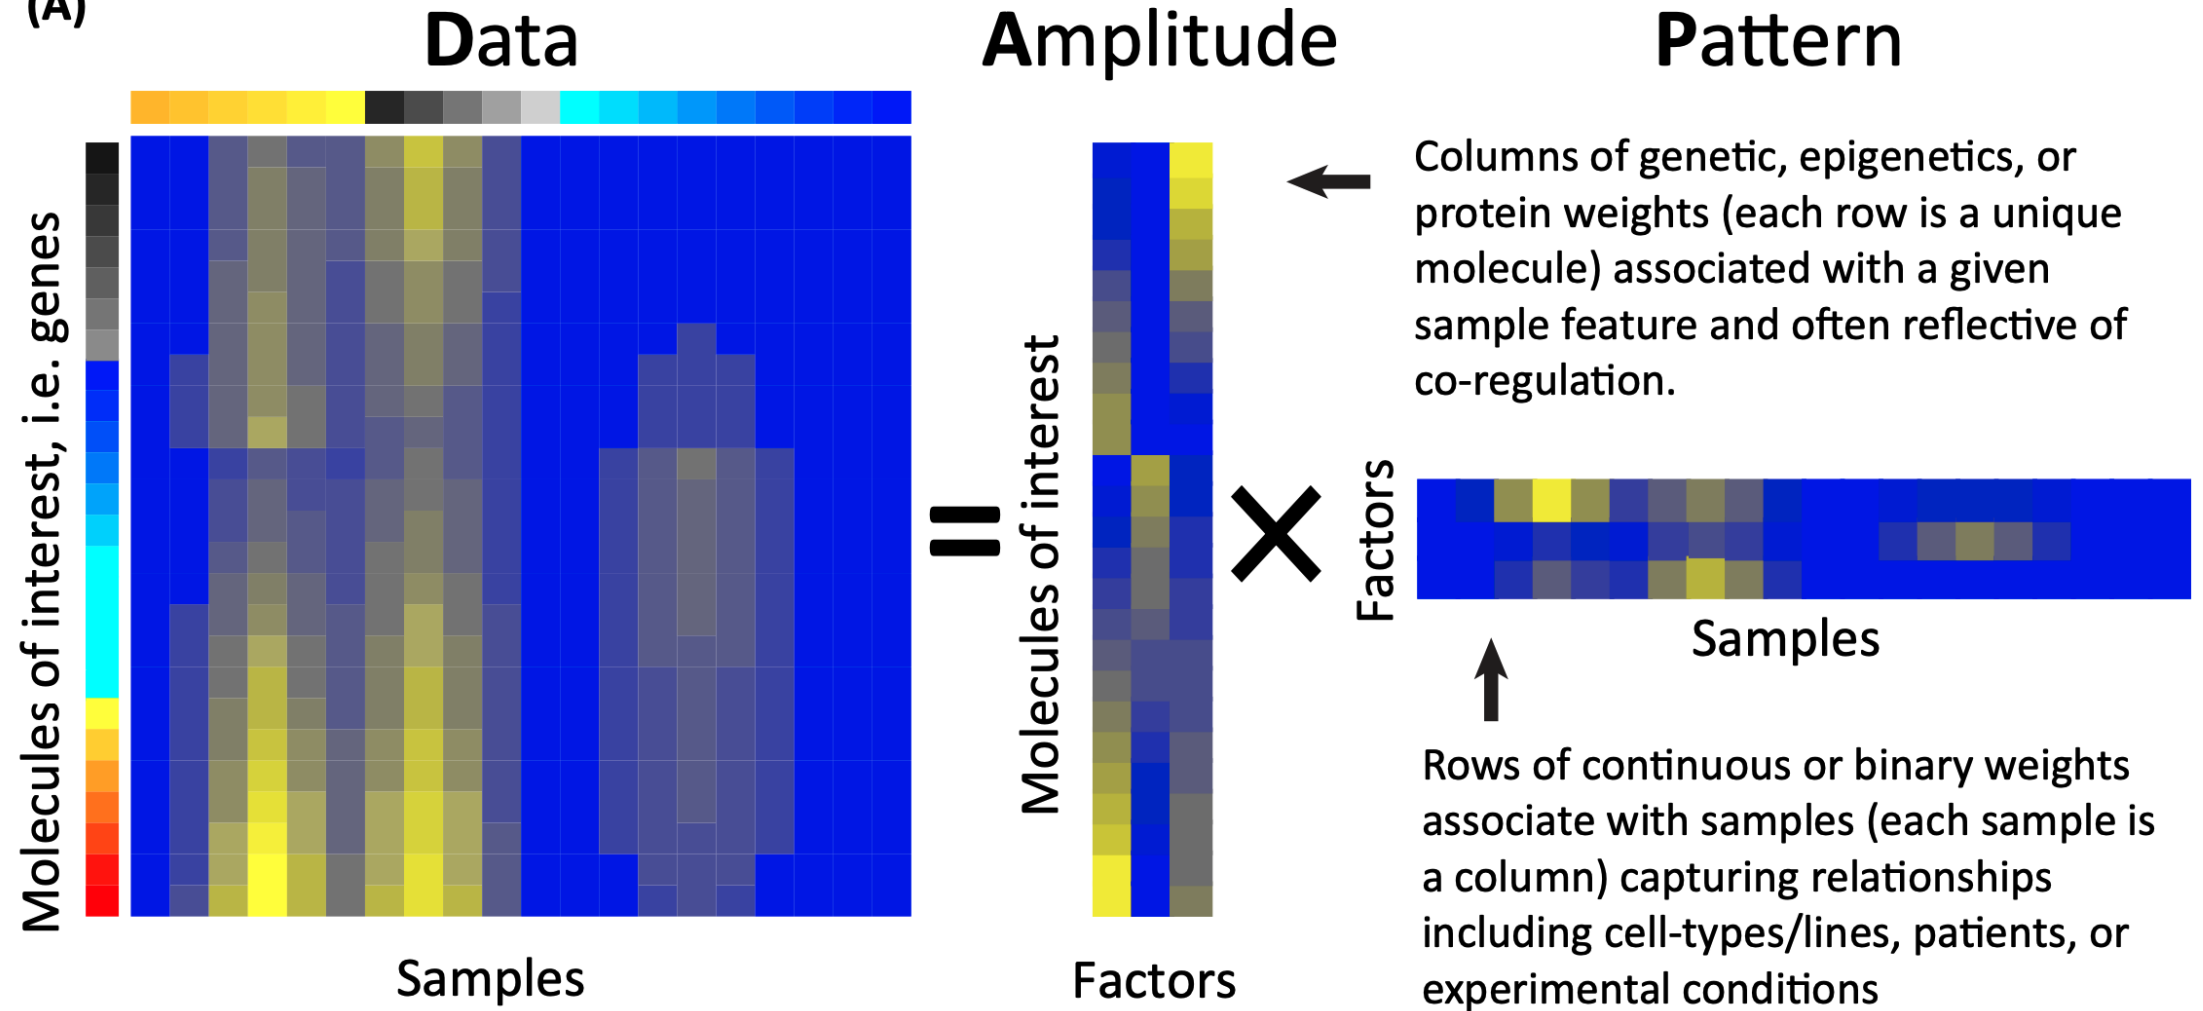 (A)
Data
Amplitude
Pattern
Molecules of interest, i.e. genes
Samples
=
Molecules of interest
Factors
×
Columns of genetic, epigenetics, or
protein weights (each row is a unique
molecule) associated with a given
sample feature and often reflective of
co-regulation.
Factors
Samples
Rows of continuous or binary weights
associate with samples (each sample is
a column) capturing relationships
including cell-types/lines, patients, or
experimental conditions